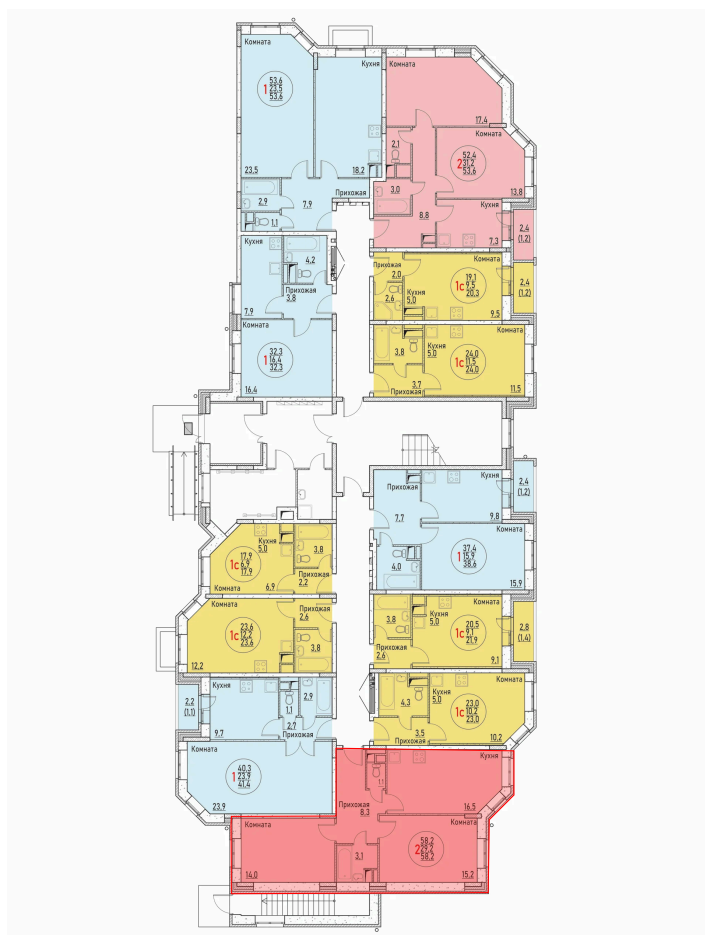 Комната
1
53.6
23.5
53.6
23.5
Кухня
18.2
2.9
1.1
7.9
Прихожая
Комната
17.4
2.1
3.0
8.8
Комната
2
52.4
31.2
53.6
13.8
Кухня
7.3
2.4
(1.2)
Кухня
7.9
4.2
Прихожая
3.8
Комната
1
32.3
16.4
32.3
16.4
Прихожая
2.0
2.6
Кухня
5.0
Комната
1с
19.1
9.5
20.3
9.5
2.4
(1.2)
3.8
Кухня
5.0
Прихожая
3.7
Комната
1с
24.0
11.5
24.0
11.5
Прихожая
7.7
Кухня
9.8
2.4
(1.2)
4.0
Комната
1
37.4
15.9
38.6
15.9
Кухня
5.0
3.8
1с
17.9
6.9
17.9
6.9
Комната
Прихожая
2.2
Комната
1с
23.6
12.2
23.6
12.2
Прихожая
2.6
3.8
3.8
Прихожая
2.6
Кухня
5.0
Комната
1с
20.5
9.1
21.9
9.1
2.8
(1.4)
2.2
(1.1)
Кухня
9.7
1.1
2.9
Прихожая
Комната
1
40.3
23.9
41.4
23.9
4.3
Кухня
5.0
Прихожая
3.5
Комната
1с
23.0
10.2
23.0
10.2
1.1
Кухня
16.5
Прихожая
8.3
Комната
14.0
3.1
Комната
2
58.2
29.2
58.2
15.2